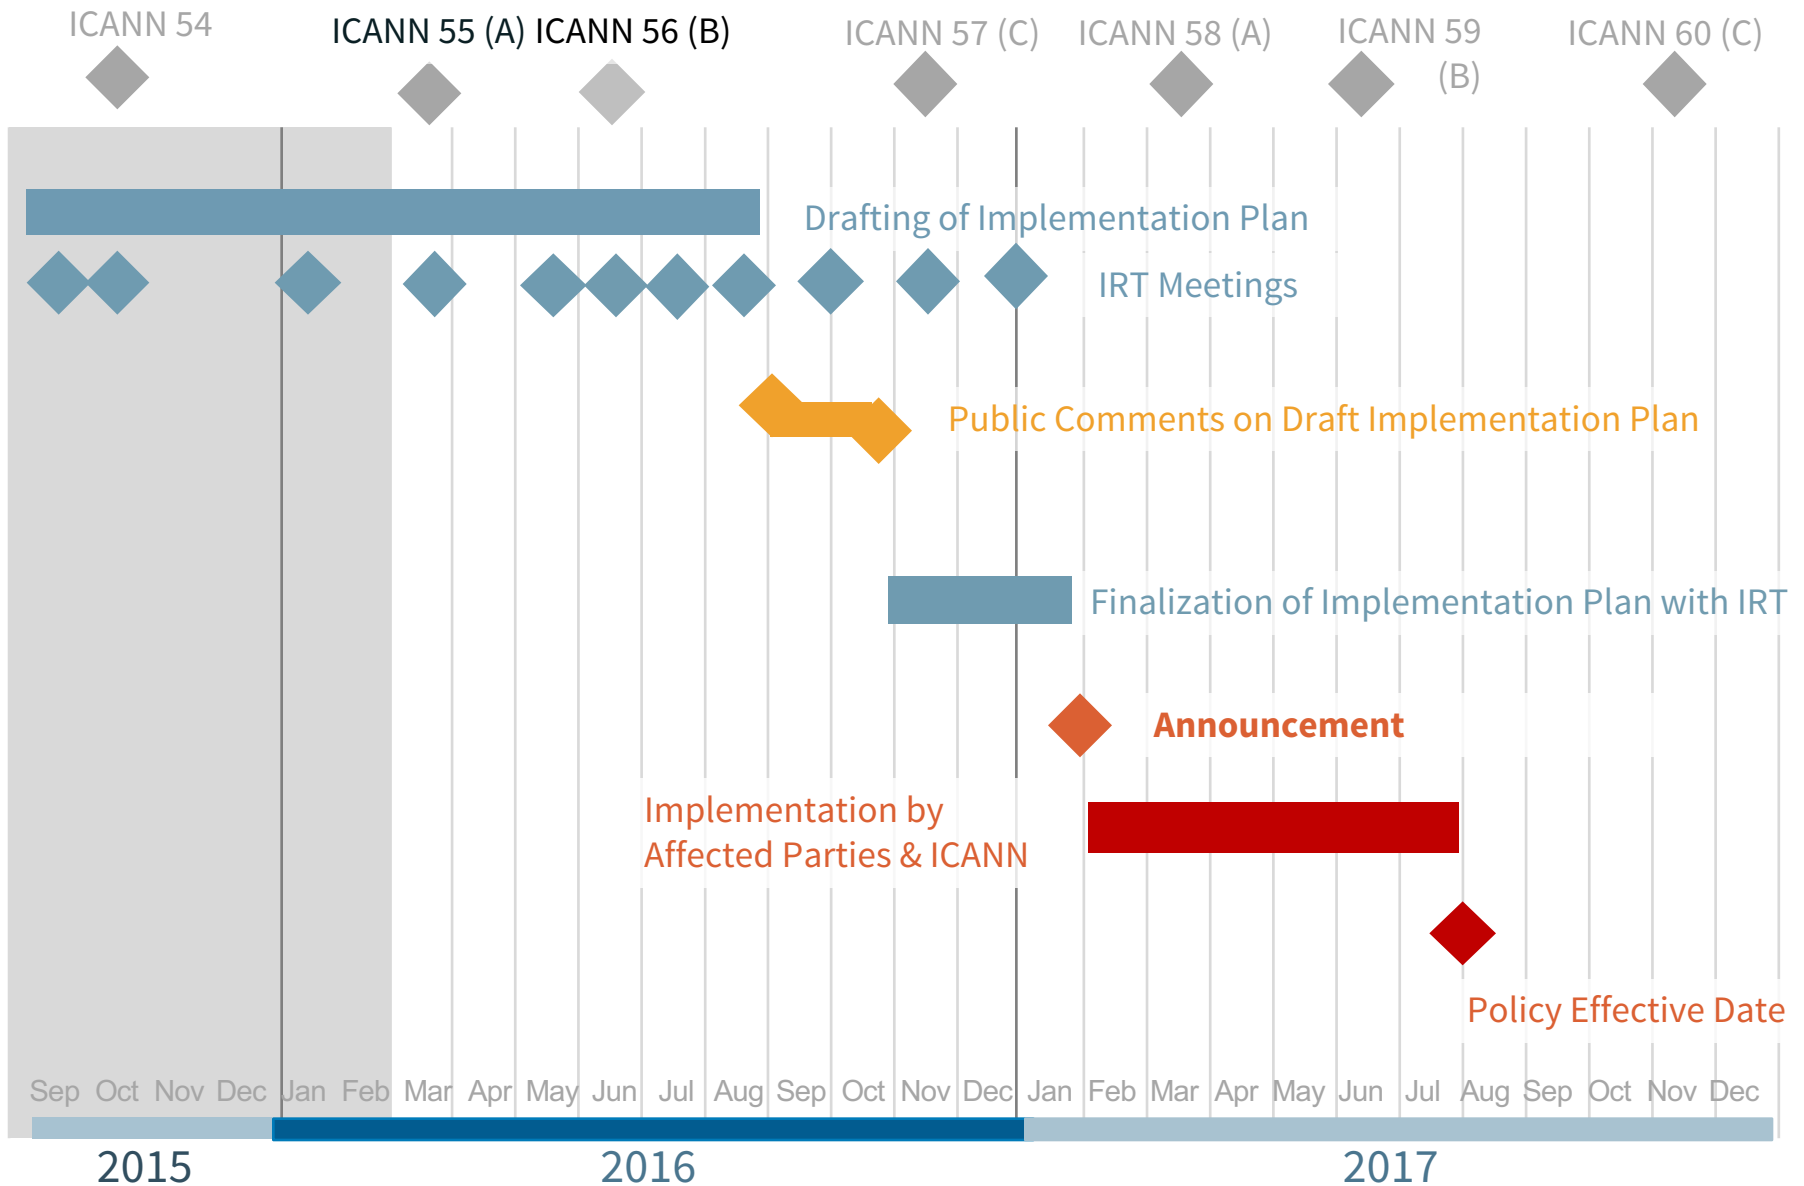 ICANN 54
ICANN 55 (A)
ICANN 56 (B)
ICANN 57 (C)
ICANN 58 (A)
ICANN 59
(B)
ICANN 60 (C)
Drafting of Implementation Plan
IRT Meetings
Public Comments on Draft Implementation Plan
Finalization of Implementation Plan with IRT
Announcement
Implementation by
Affected Parties & ICANN
Policy Effective Date
Sep Oct Nov Dec Jan Feb Mar Apr May Jun Jul Aug Sep Oct Nov Dec Jan Feb Mar Apr May Jun Jul Aug Sep Oct Nov Dec
2015 2016 2017